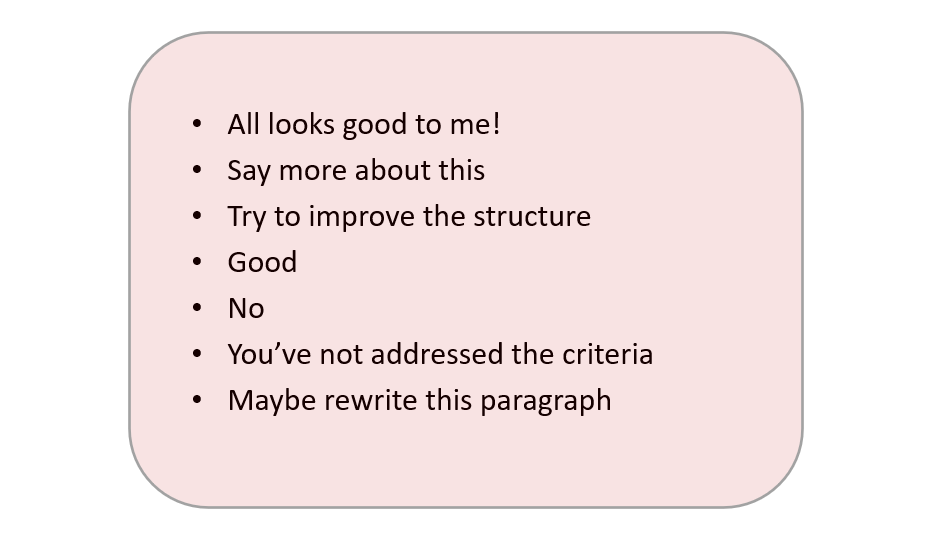 • All looks good to me!
• Say more about this
• Try to improve the structure
• Good
• No
• You’ve not addressed the criteria
• Maybe rewrite this paragraph